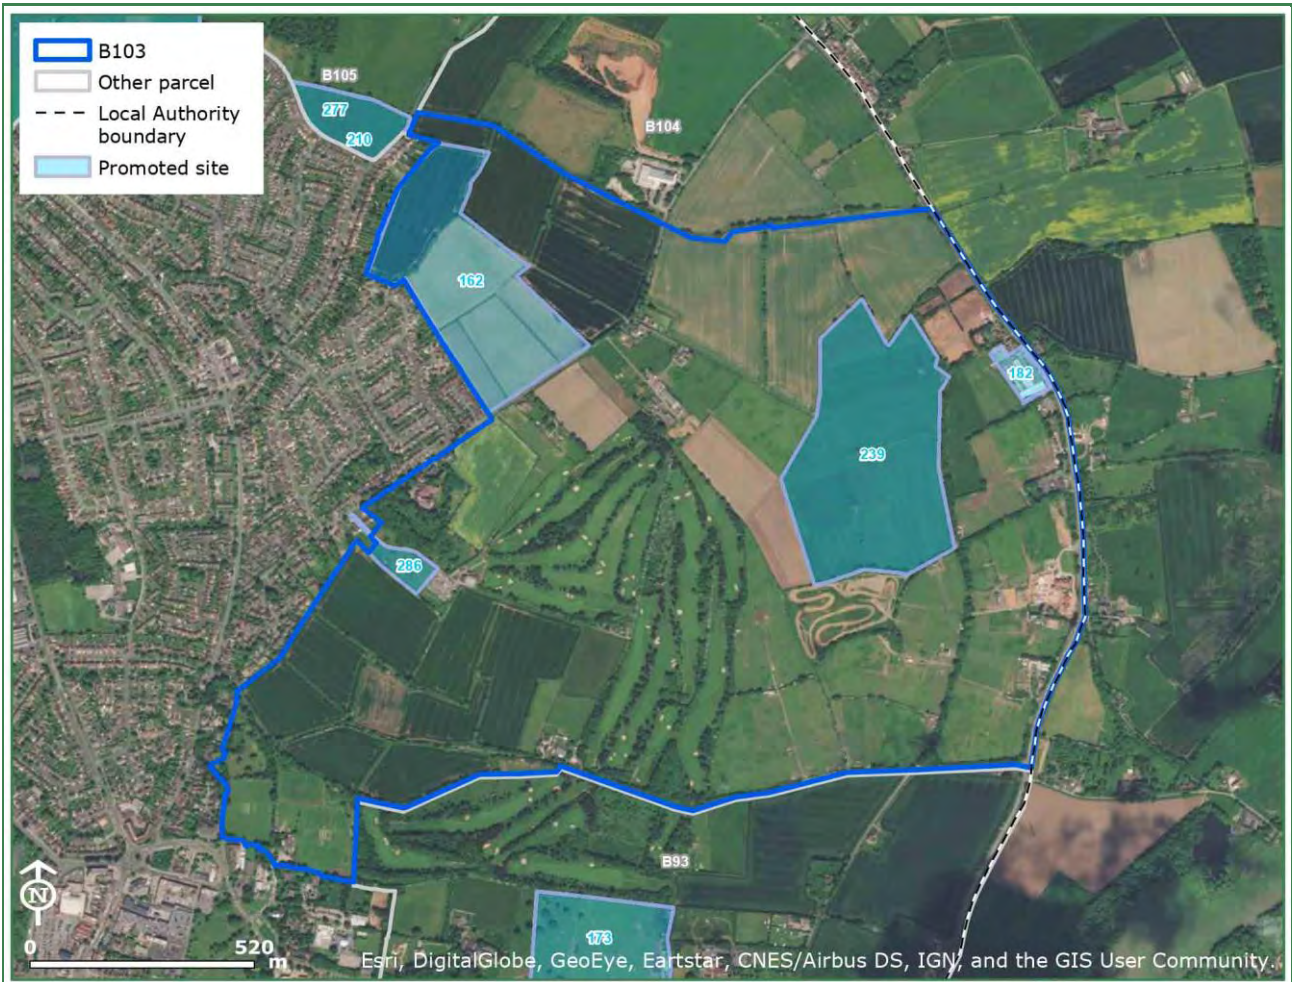 B103
Other parcel
Local Authority
boundary
Promoted site
B105
277
210
B104
162
182
239
286
B93
173
N
0 520 m
Esri, DigitalGlobe, GeoEye, Eartstar, CNES/Airbus DS, IGN, and the GIS User Community.